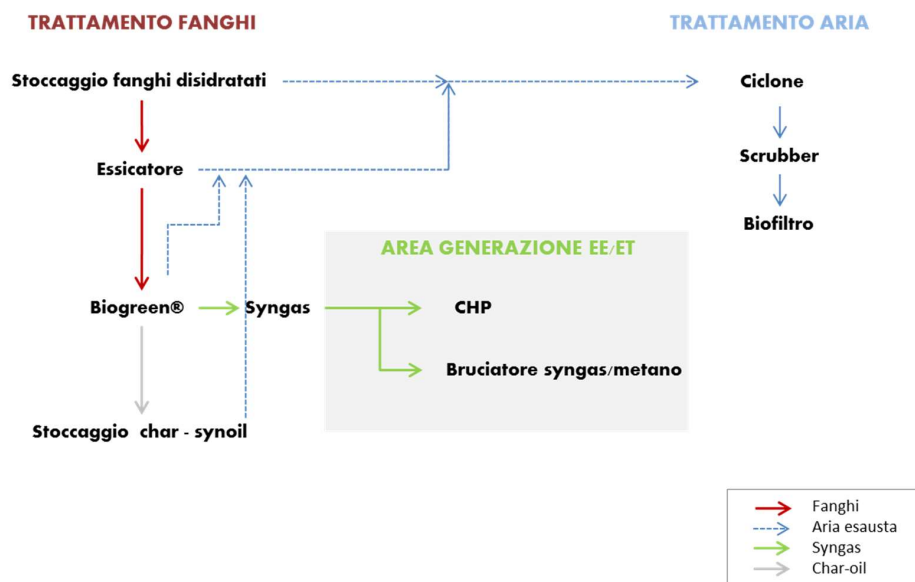 TRATTAMENTO FANGHI
TRATTAMENTO ARIA
Stoccaggio fanghi disidratati
Ciclone
Essicatore
Scrubber
Biofiltro
AREA GENERAZIONE EE/ET
Biogreen®
Syngas
CHP
Bruciatore syngas/metano
Stoccaggio char - synoil
Fanghi
Aria esausta
Syngas
Char-oil